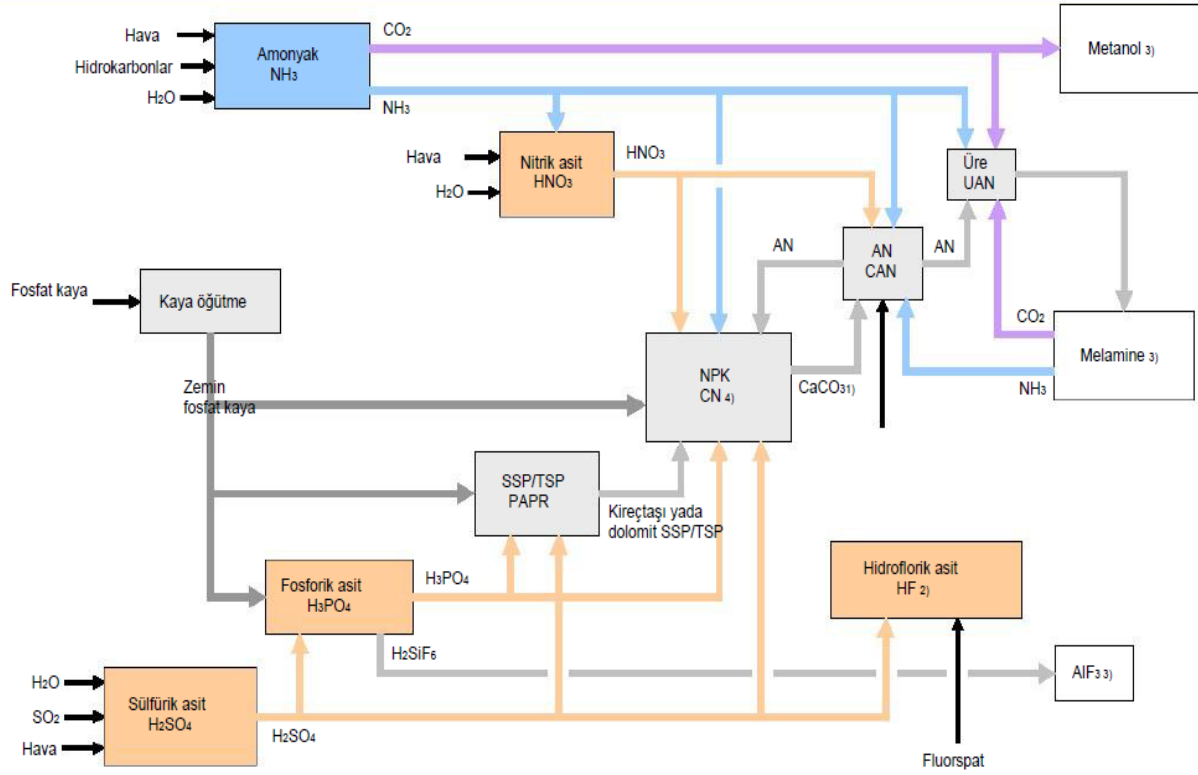 CO2
Hava
Amonyak
NH3
Metanol 3)
Hidrokarbonlar
H2O
NH3
Hava
Nitrik asit
HNO3
HNO3
H2O
Üre
UAN
AN
AN
CAN
AN
Fosfat kaya
Kaya öğütme
CO2
Melamine 3)
NPK
CN 4)
CaCO31)
NH3
Zemin
fosfat kaya
SSP/TSP
PAPR
Kireçtaşı yada
dolomit SSP/TSP
Fosforik asit
H3PO4
H3PO4
Hidroflorik asit
HF 2)
H2SiF6
AlF3 3)
H2O
SO2
Hava
Sülfürik asit
H2SO4
H2SO4
Fluorspat